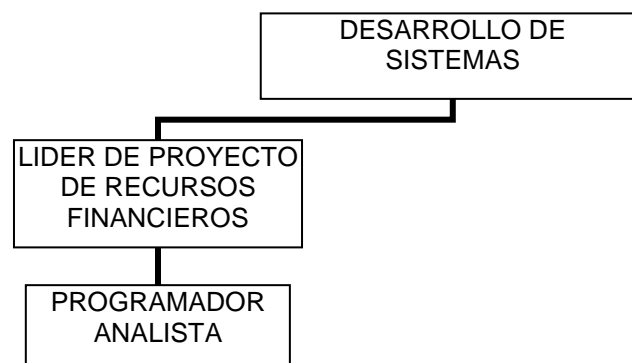 DESARROLLO DE
SISTEMAS
LIDER DE PROYECTO
DE RECURSOS
FINANCIEROS
PROGRAMADOR
ANALISTA